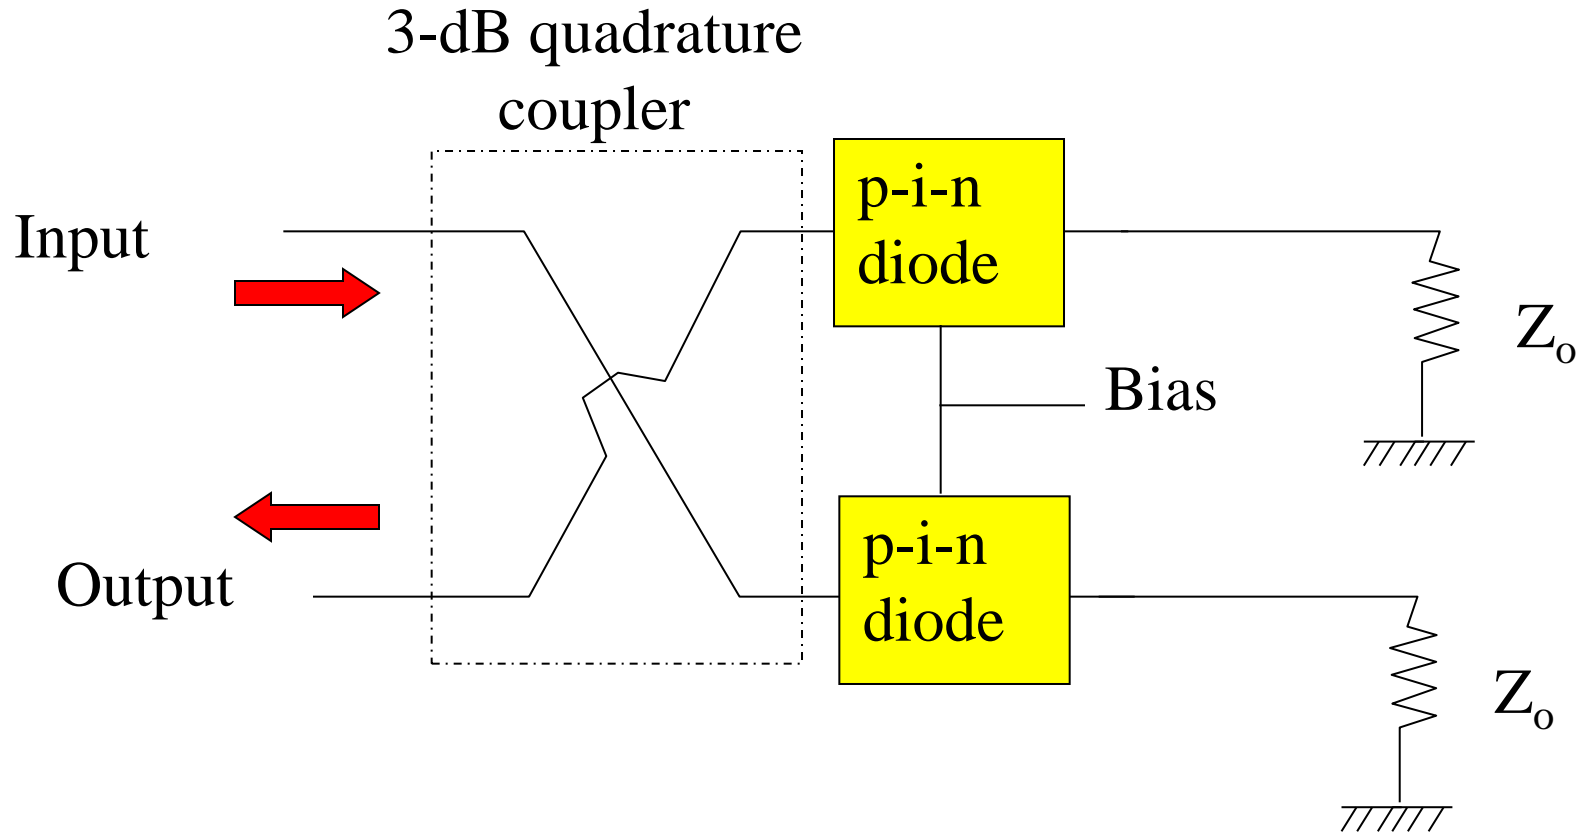 3-dB quadrature
coupler
Input
p-i-n
diode
Zo
Bias
Output
p-i-n
diode
Zo